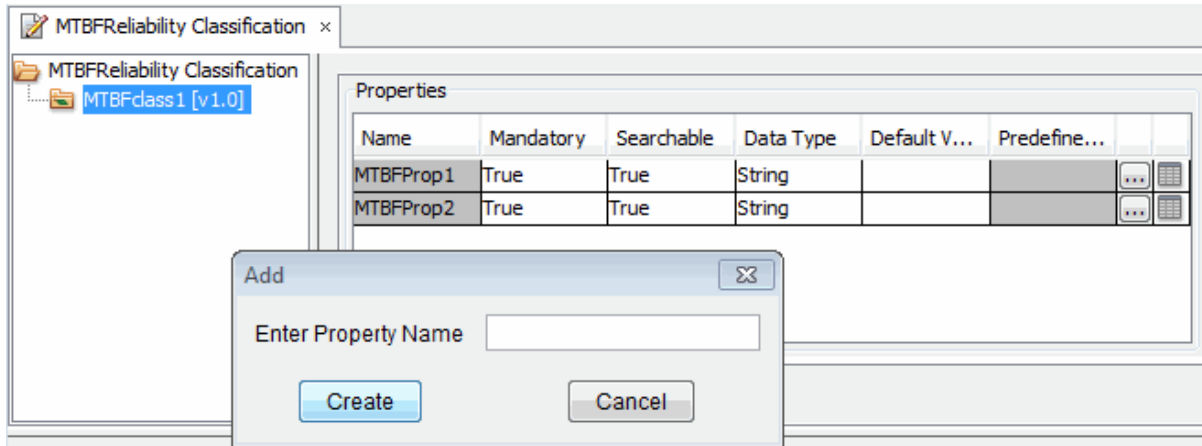 MTBFReliability Classification ×
MTBFReliability Classification
MTBFclass1 [v1.0]
Properties
Name Mandatory Searchable Data Type Default V... Predefine...
MTBFProp1 True True String ...
MTBFProp2 True True String ...
Add
Enter Property Name
Create Cancel